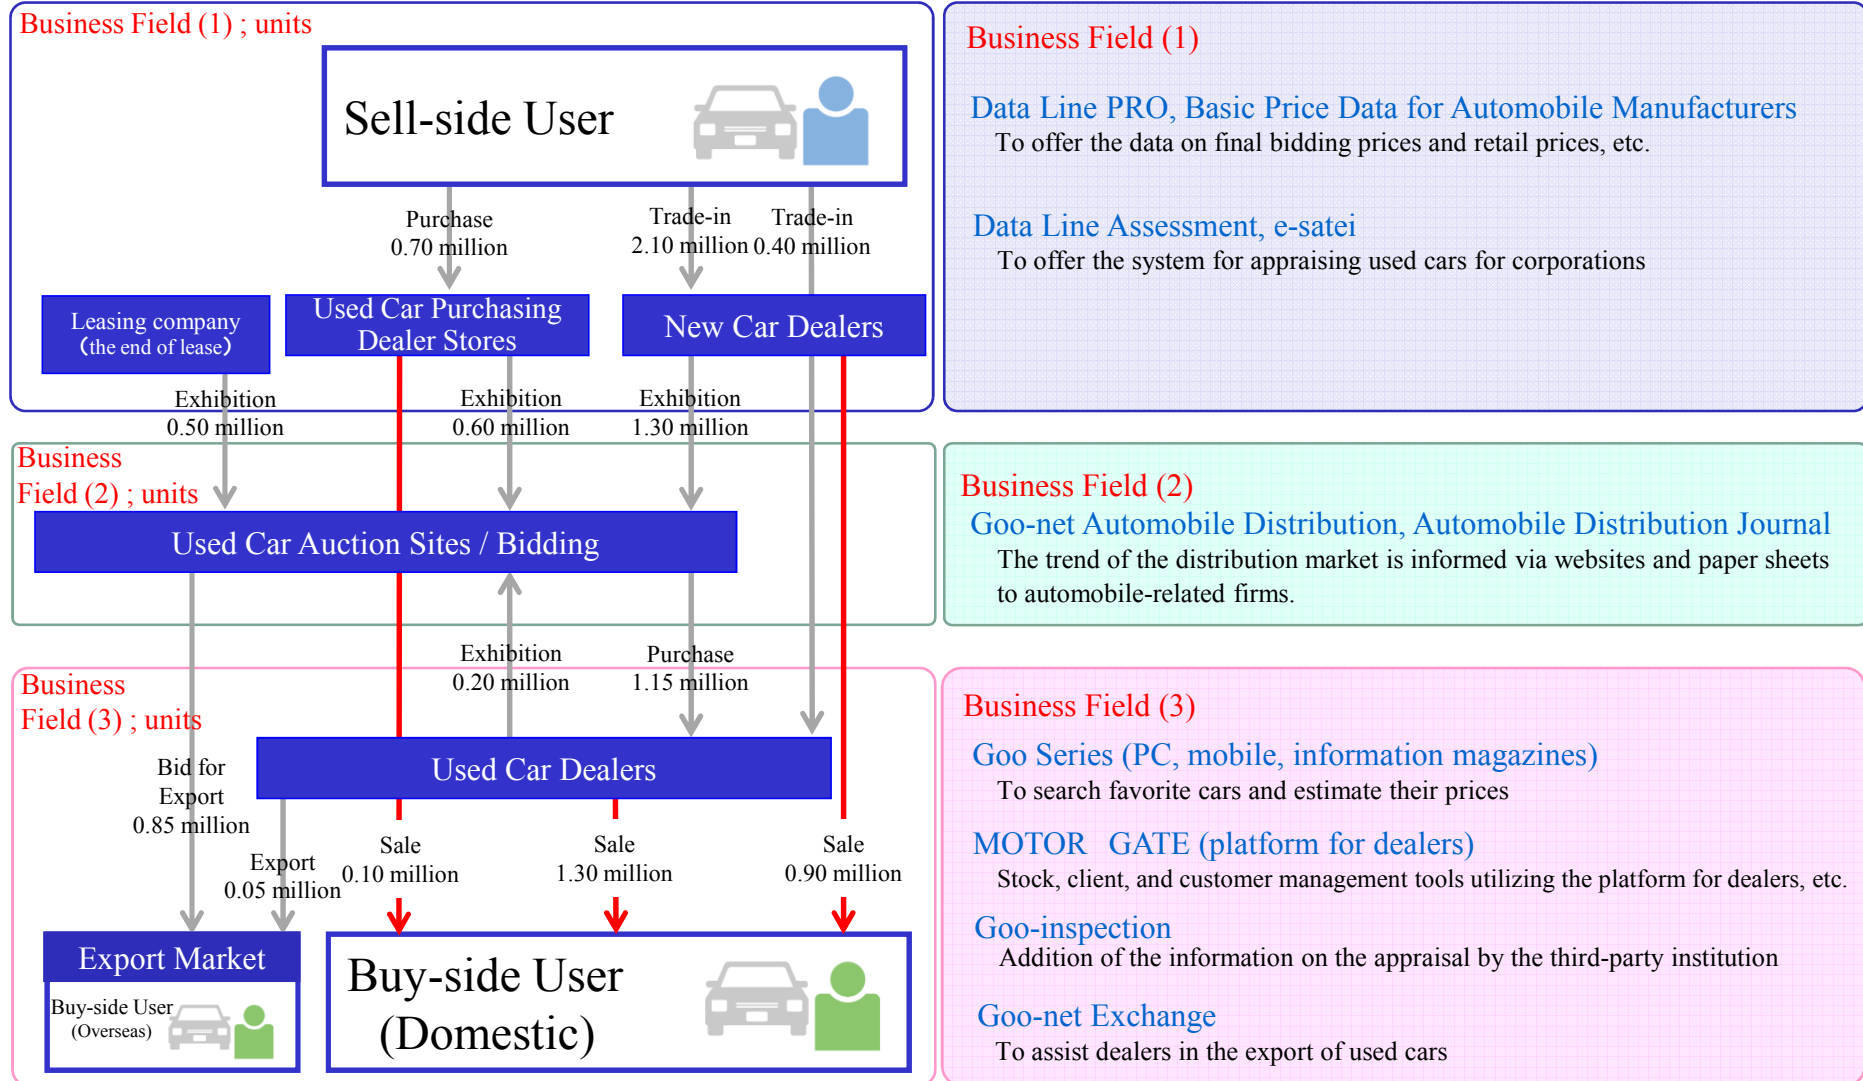 Business Field (1) ; units
Sell-side User
Purchase
0.70 million
Trade-in
2.10 million
Trade-in
0.40 million
Leasing company
(the end of lease)
Used Car Purchasing
Dealer Stores
New Car Dealers
Exhibition
0.50 million
Exhibition
0.60 million
Exhibition
1.30 million
Business
Field (2) ; units
Used Car Auction Sites / Bidding
Exhibition
0.20 million
Purchase
1.15 million
Business
Field (3) ; units
Used Car Dealers
Bid for
Export
0.85 million
Export
0.05 million
Sale
0.10 million
Sale
1.30 million
Sale
0.90 million
Export Market
Buy-side User
(Overseas)
Buy-side User
(Domestic)
Business Field (1)
Data Line PRO, Basic Price Data for Automobile Manufacturers
To offer the data on final bidding prices and retail prices, etc.
Data Line Assessment, e-satei
To offer the system for appraising used cars for corporations
Business Field (2)
Goo-net Automobile Distribution, Automobile Distribution Journal
The trend of the distribution market is informed via websites and paper sheets
to automobile-related firms.
Business Field (3)
Goo Series (PC, mobile, information magazines)
To search favorite cars and estimate their prices
MOTOR GATE (platform for dealers)
Stock, client, and customer management tools utilizing the platform for dealers, etc.
Goo-inspection
Addition of the information on the appraisal by the third-party institution
Goo-net Exchange
To assist dealers in the export of used cars